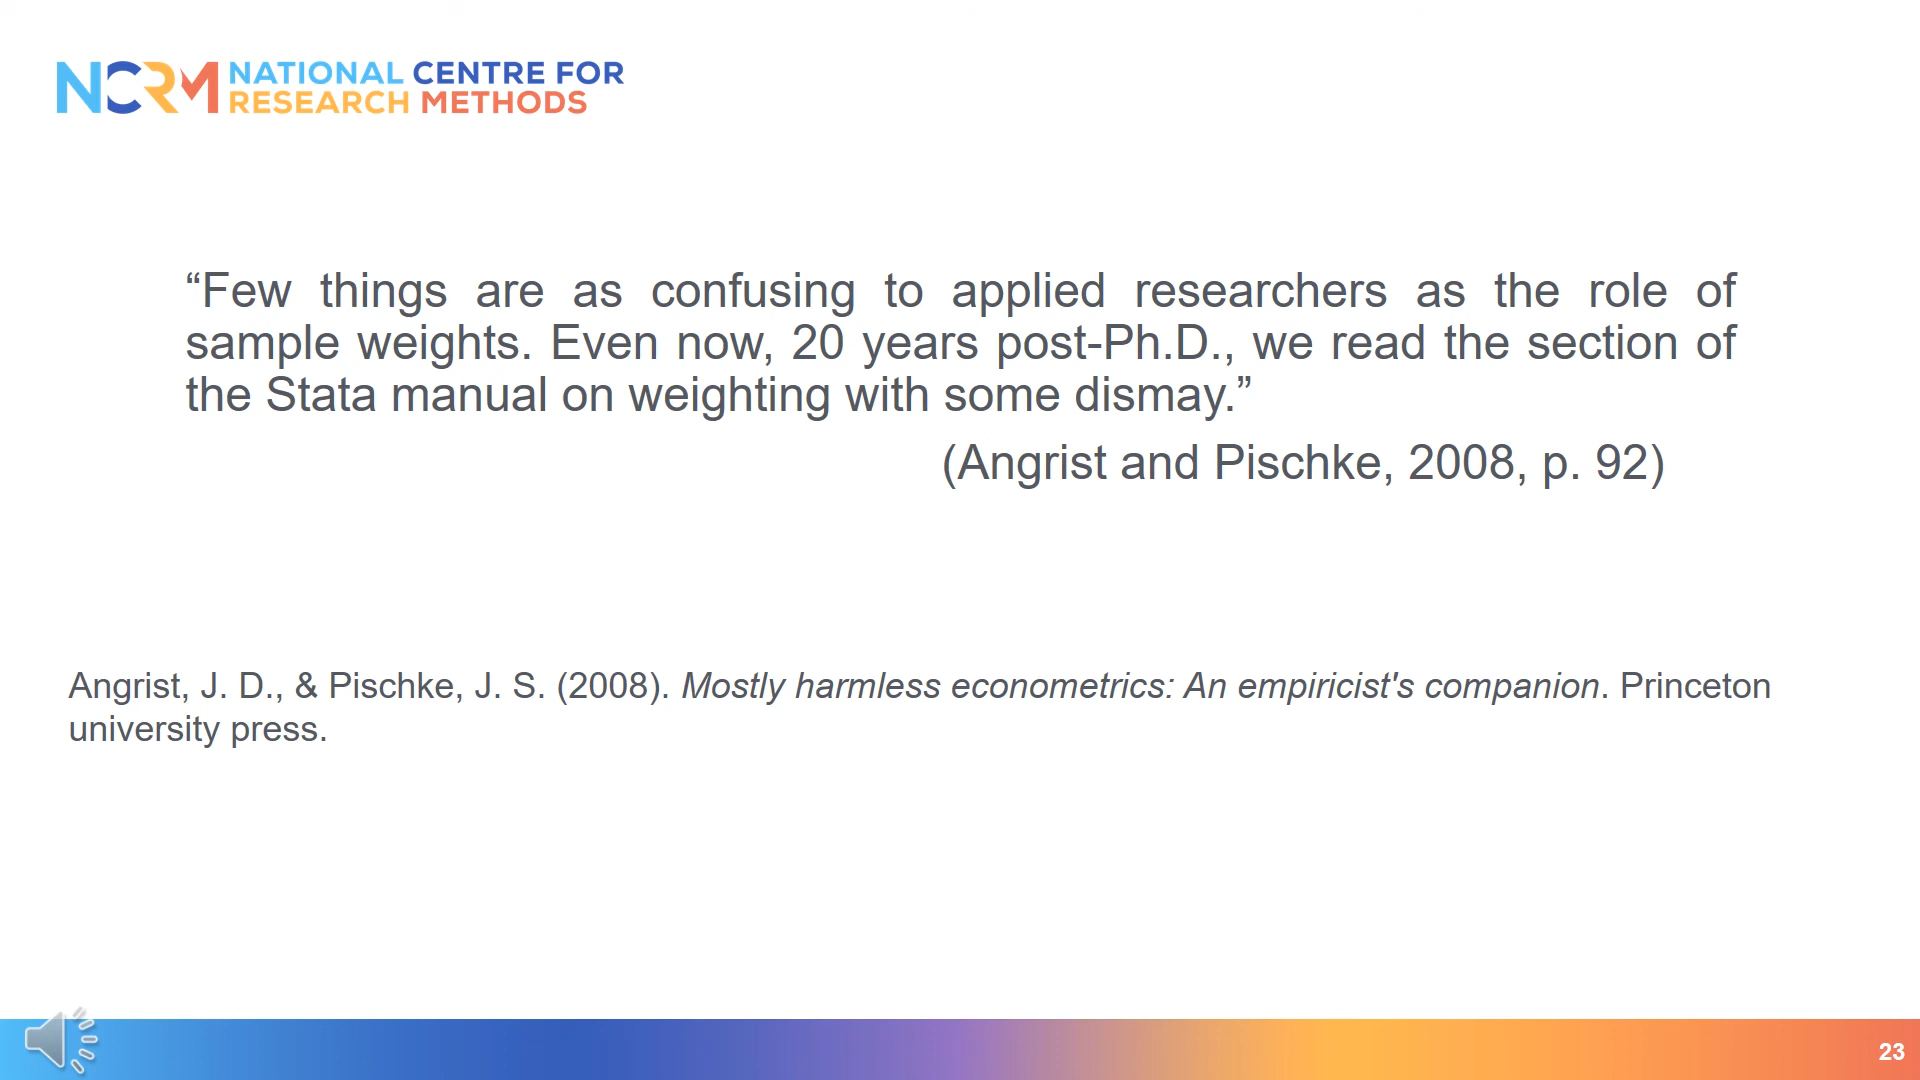 NCRM NATIONAL CENTRE FOR
RESEARCH METHODS
“Few things are as confusing to applied researchers as the role of
sample weights. Even now, 20 years post-Ph.D., we read the section of
the Stata manual on weighting with some dismay.”
(Angrist and Pischke, 2008, p. 92)
Angrist, J. D., & Pischke, J. S. (2008). Mostly harmless econometrics: An empiricist's companion. Princeton
university press.
23